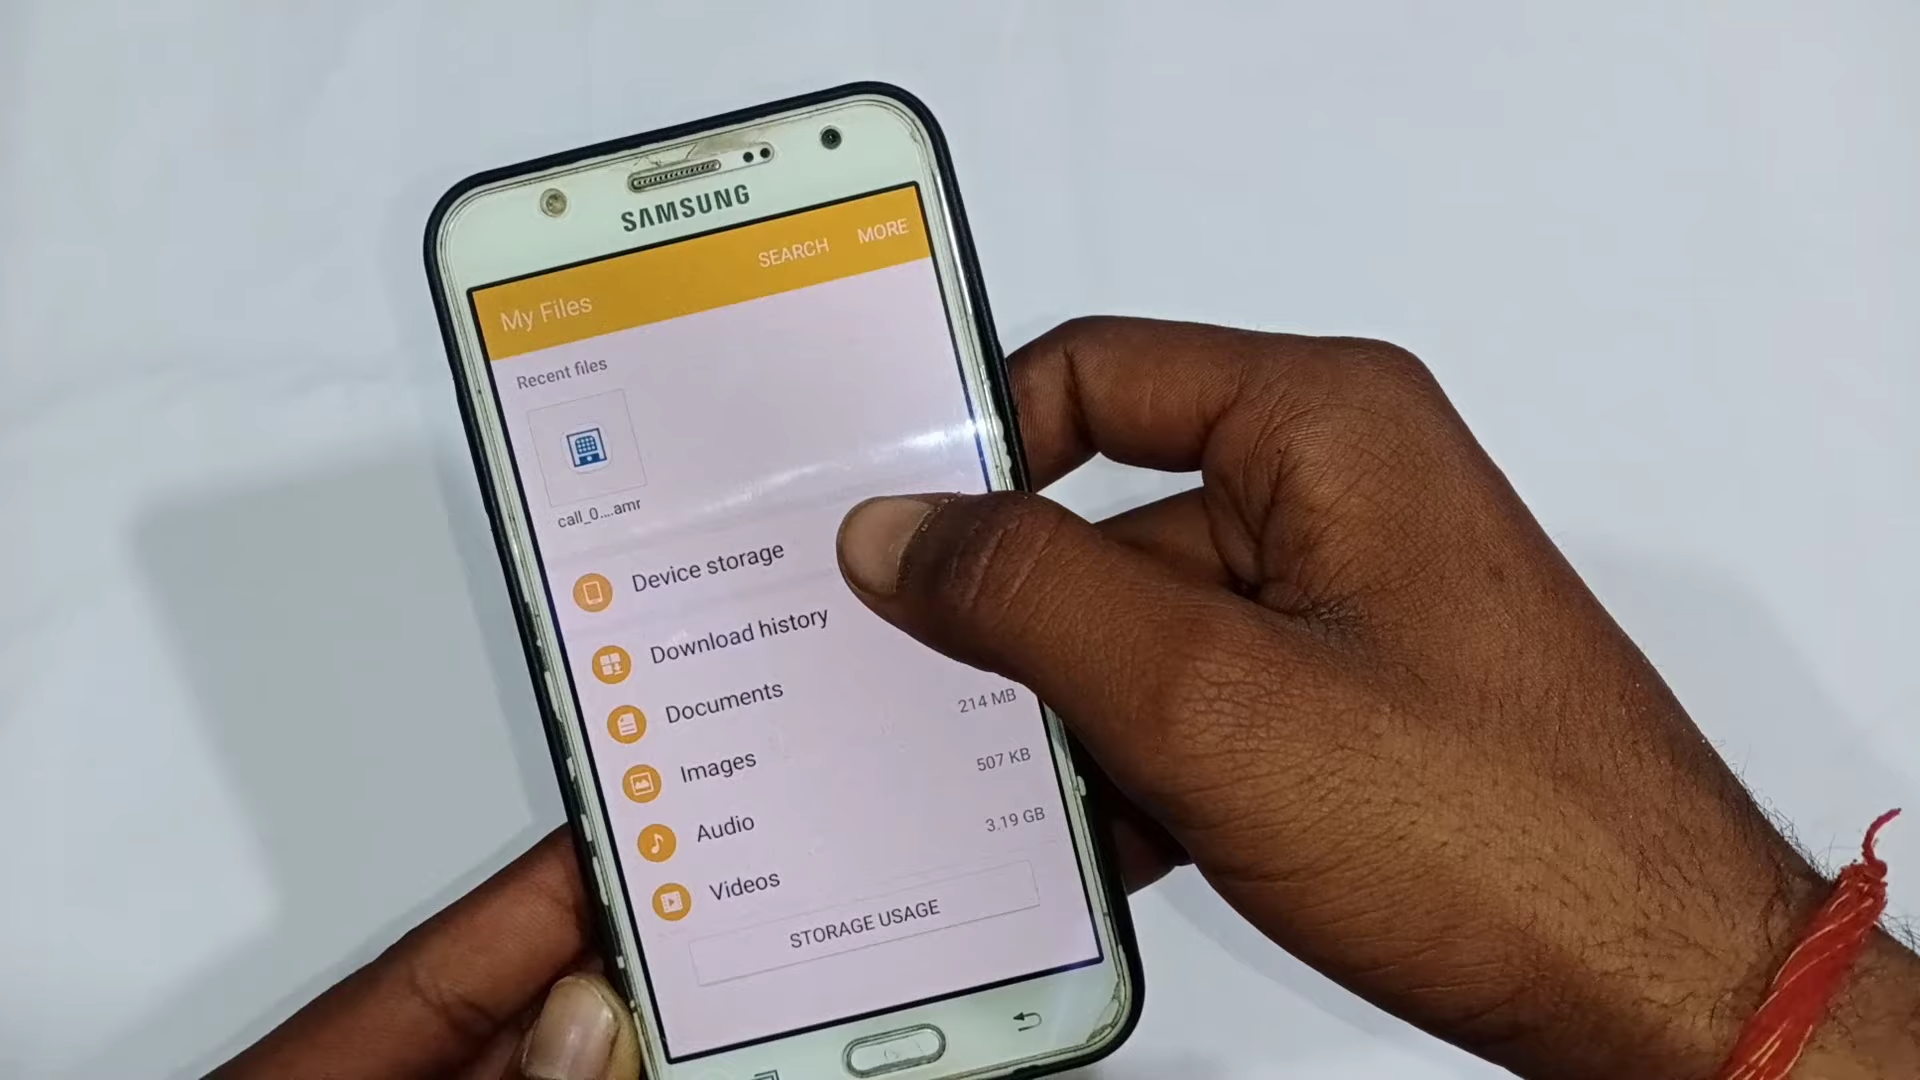 SAMSUNG
My Files
SEARCH
MORE
Recent files
call_0....amr
Device storage
Download history
Documents
Images
214 MB
Audio
507 KB
Videos
3.19 GB
STORAGE USAGE